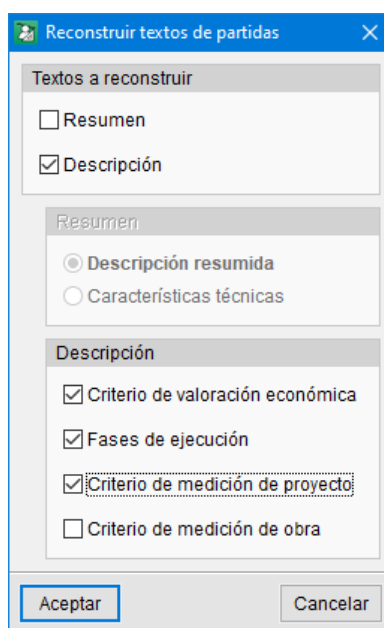 Reconstruir textos de partidas
Textos a reconstruir
Resumen
Descripción
Resumen
Descripción resumida
Características técnicas
Descripción
Criterio de valoración económica
Fases de ejecución
Criterio de medición de proyecto
Criterio de medición de obra
Aceptar Cancelar